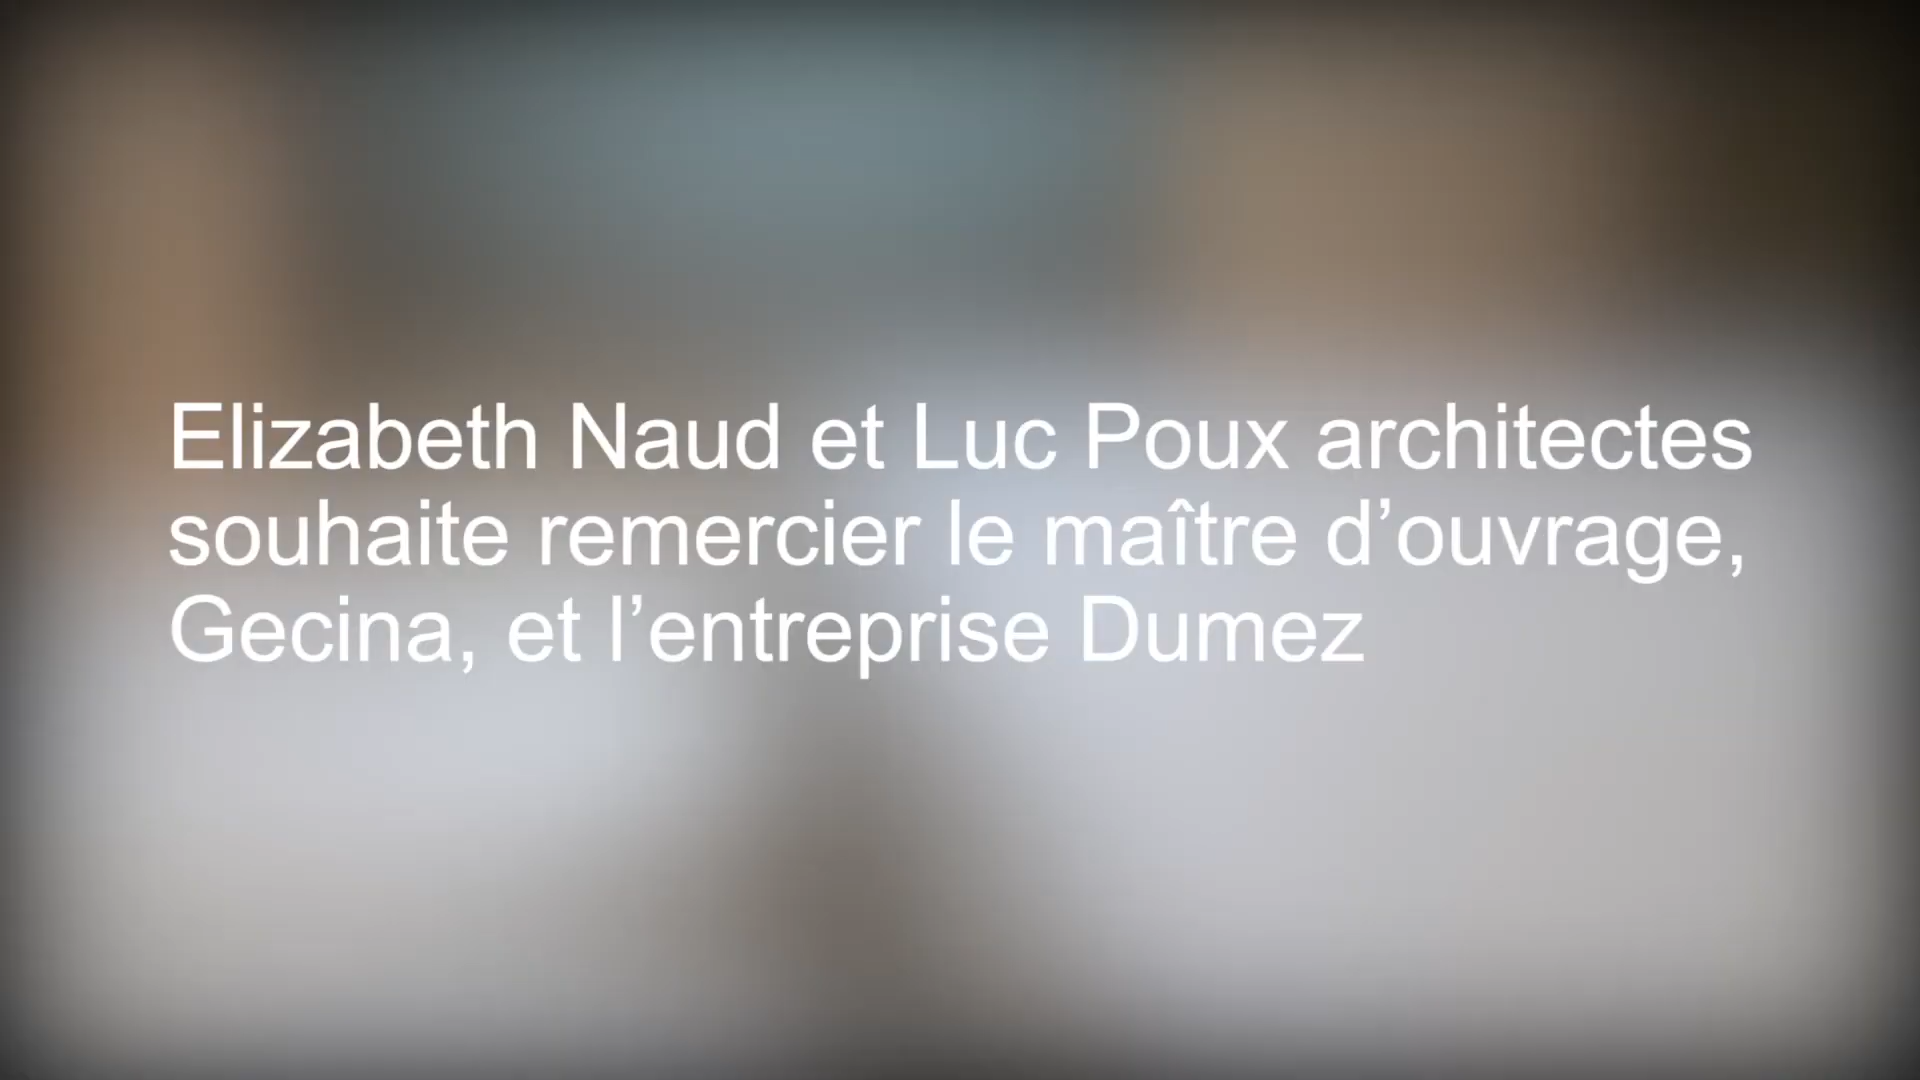 Elizabeth Naud et Luc Poux architectes
souhaite remercier le maître d’ouvrage,
Gecina, et l’entreprise Dumez